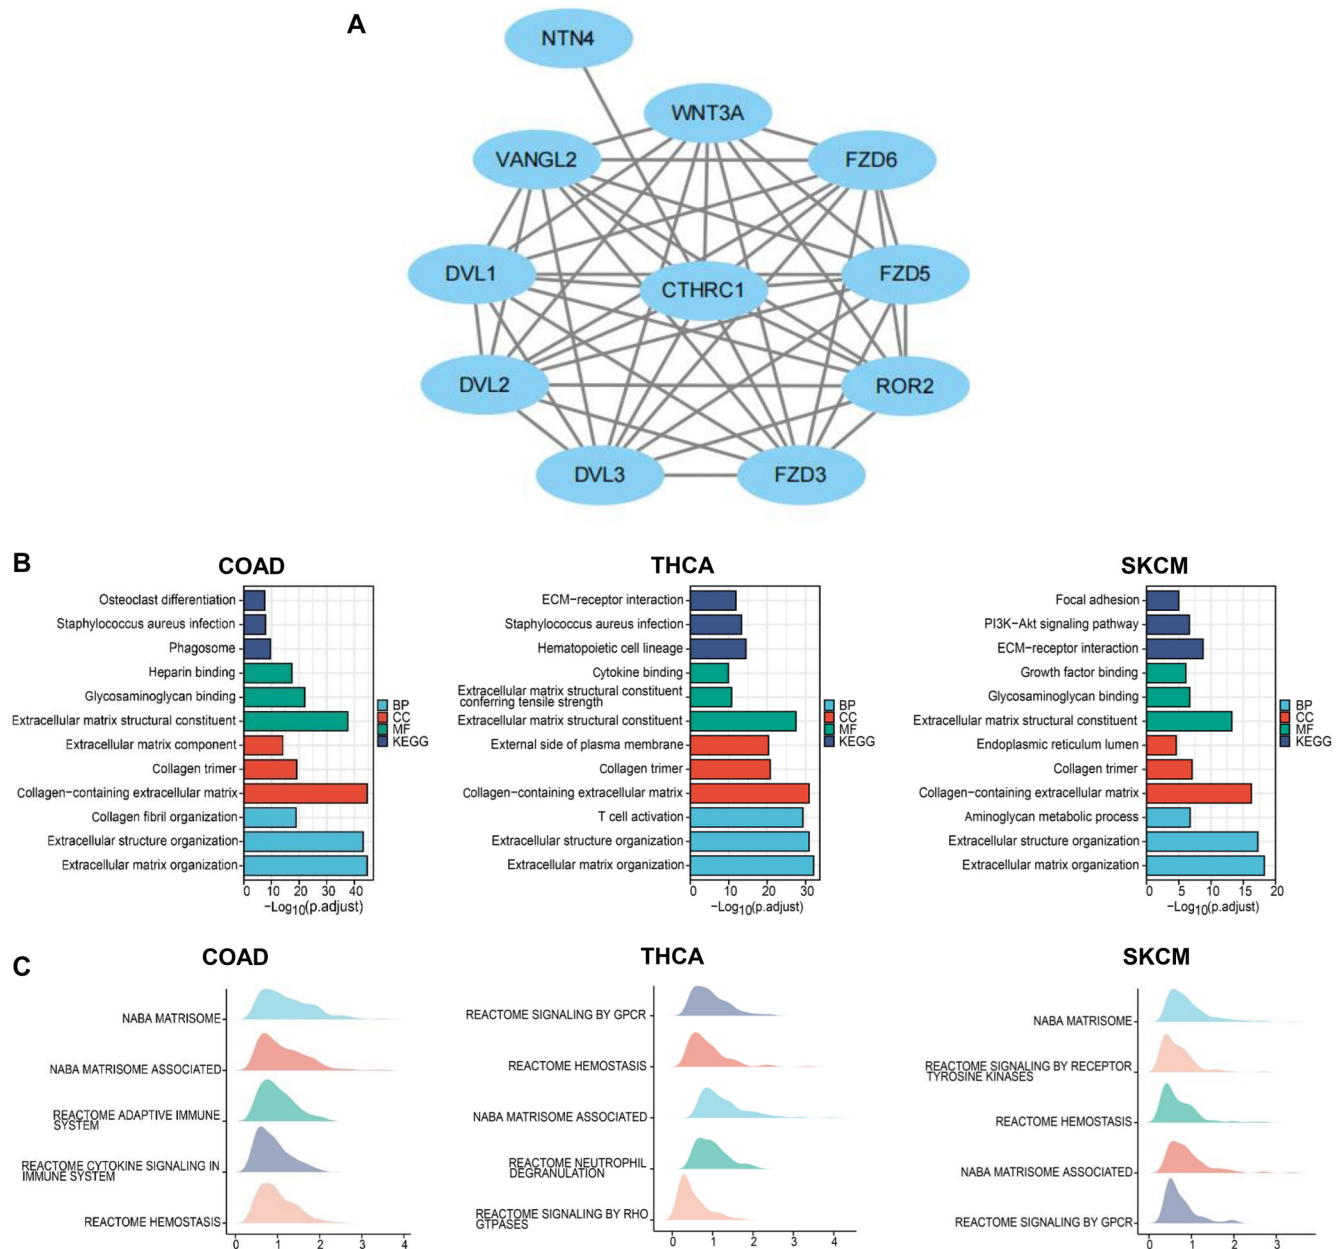 A
NTN4
WNT3A
VANGL2
FZD6
DVL1
CTHRC1
FZD5
DVL2
ROR2
DVL3
FZD3
B
COAD
Osteoclast differentiation
Staphylococcus aureus infection
Phagosome
Heparin binding
Glycosaminoglycan binding
Extracellular matrix structural constituent
Extracellular matrix component
Collagen trimer
Collagen−containing extracellular matrix
Collagen fibril organization
Extracellular structure organization
Extracellular matrix organization
0 10 20 30 40
−Log10(p.adjust)
BP
CC
MF
KEGG
THCA
ECM−receptor interaction
Staphylococcus aureus infection
Hematopoietic cell lineage
Cytokine binding
Extracellular matrix structural constituent
conferring tensile strength
Extracellular matrix structural constituent
External side of plasma membrane
Collagen trimer
Collagen−containing extracellular matrix
T cell activation
Extracellular structure organization
Extracellular matrix organization
0 10 20 30
−Log10(p.adjust)
BP
CC
MF
KEGG
SKCM
Focal adhesion
PI3K−Akt signaling pathway
ECM−receptor interaction
Growth factor binding
Glycosaminoglycan binding
Extracellular matrix structural constituent
Endoplasmic reticulum lumen
Collagen trimer
Collagen−containing extracellular matrix
Aminoglycan metabolic process
Extracellular structure organization
Extracellular matrix organization
0 5 10 15 20
−Log10(p.adjust)
BP
CC
MF
KEGG
C
COAD
NABA MATRISOME
NABA MATRISOME ASSOCIATED
REACTOME ADAPTIVE IMMUNE
SYSTEM
REACTOME CYTOKINE SIGNALING IN
IMMUNE SYSTEM
REACTOME HEMOSTASIS
0 1 2 3 4
THCA
REACTOME SIGNALING BY GPCR
REACTOME HEMOSTASIS
NABA MATRISOME ASSOCIATED
REACTOME NEUTROPHIL
DEGRANULATION
REACTOME SIGNALING BY RHO
GTPASES
0 1 2 3 4
SKCM
NABA MATRISOME
REACTOME SIGNALING BY RECEPTOR
TYROSINE KINASES
REACTOME HEMOSTASIS
NABA MATRISOME ASSOCIATED
REACTOME SIGNALING BY GPCR
0 1 2 3